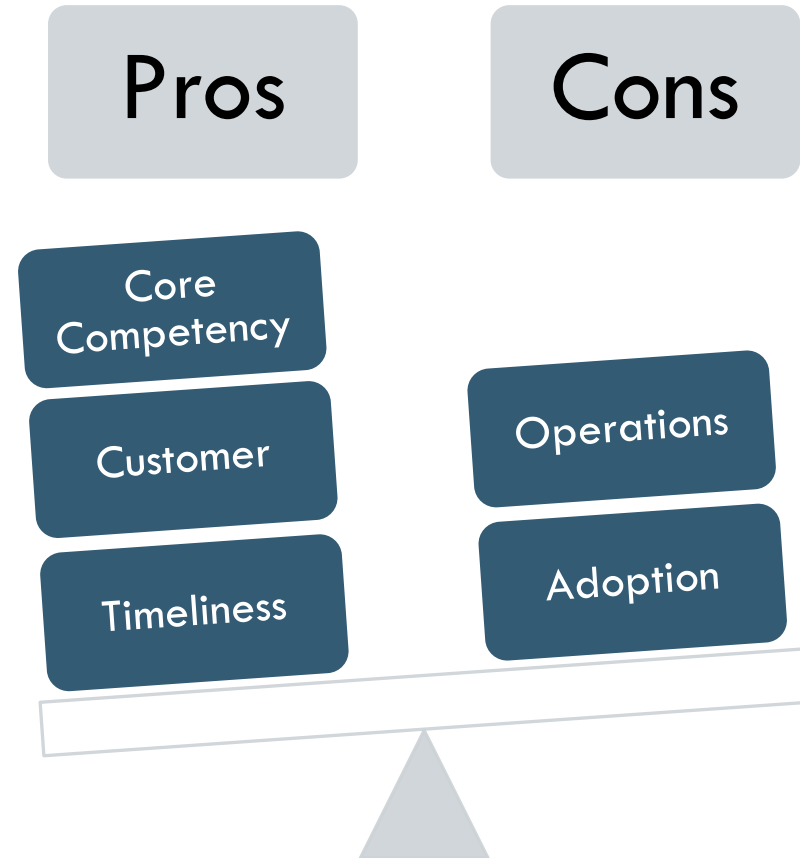 Pros
Cons
Core
Competency
Customer
Timeliness
Operations
Adoption